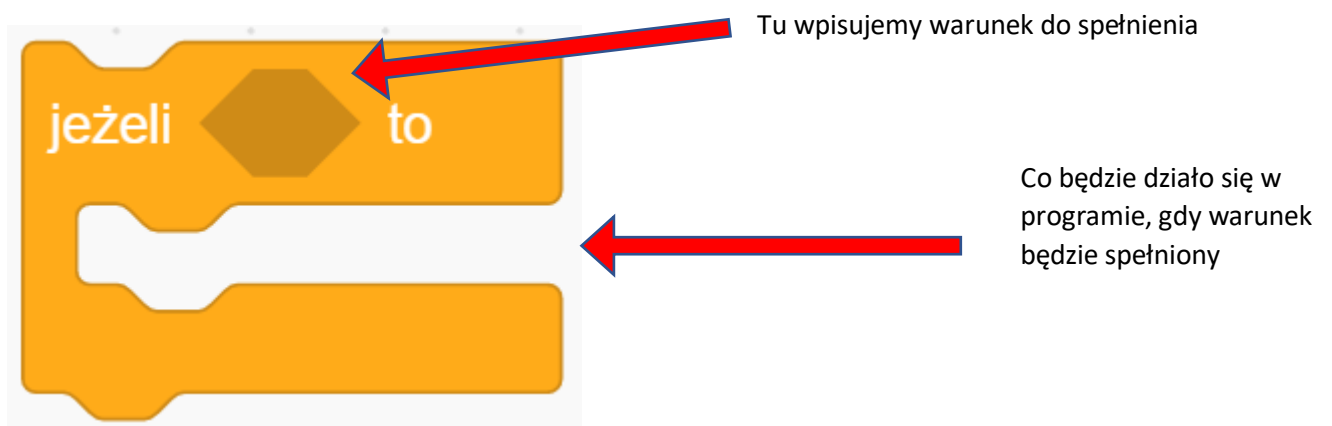 Tu wpisujemy warunek do spełnienia
jeżeli to
Co będzie działo się w
programie, gdy warunek
będzie spełniony